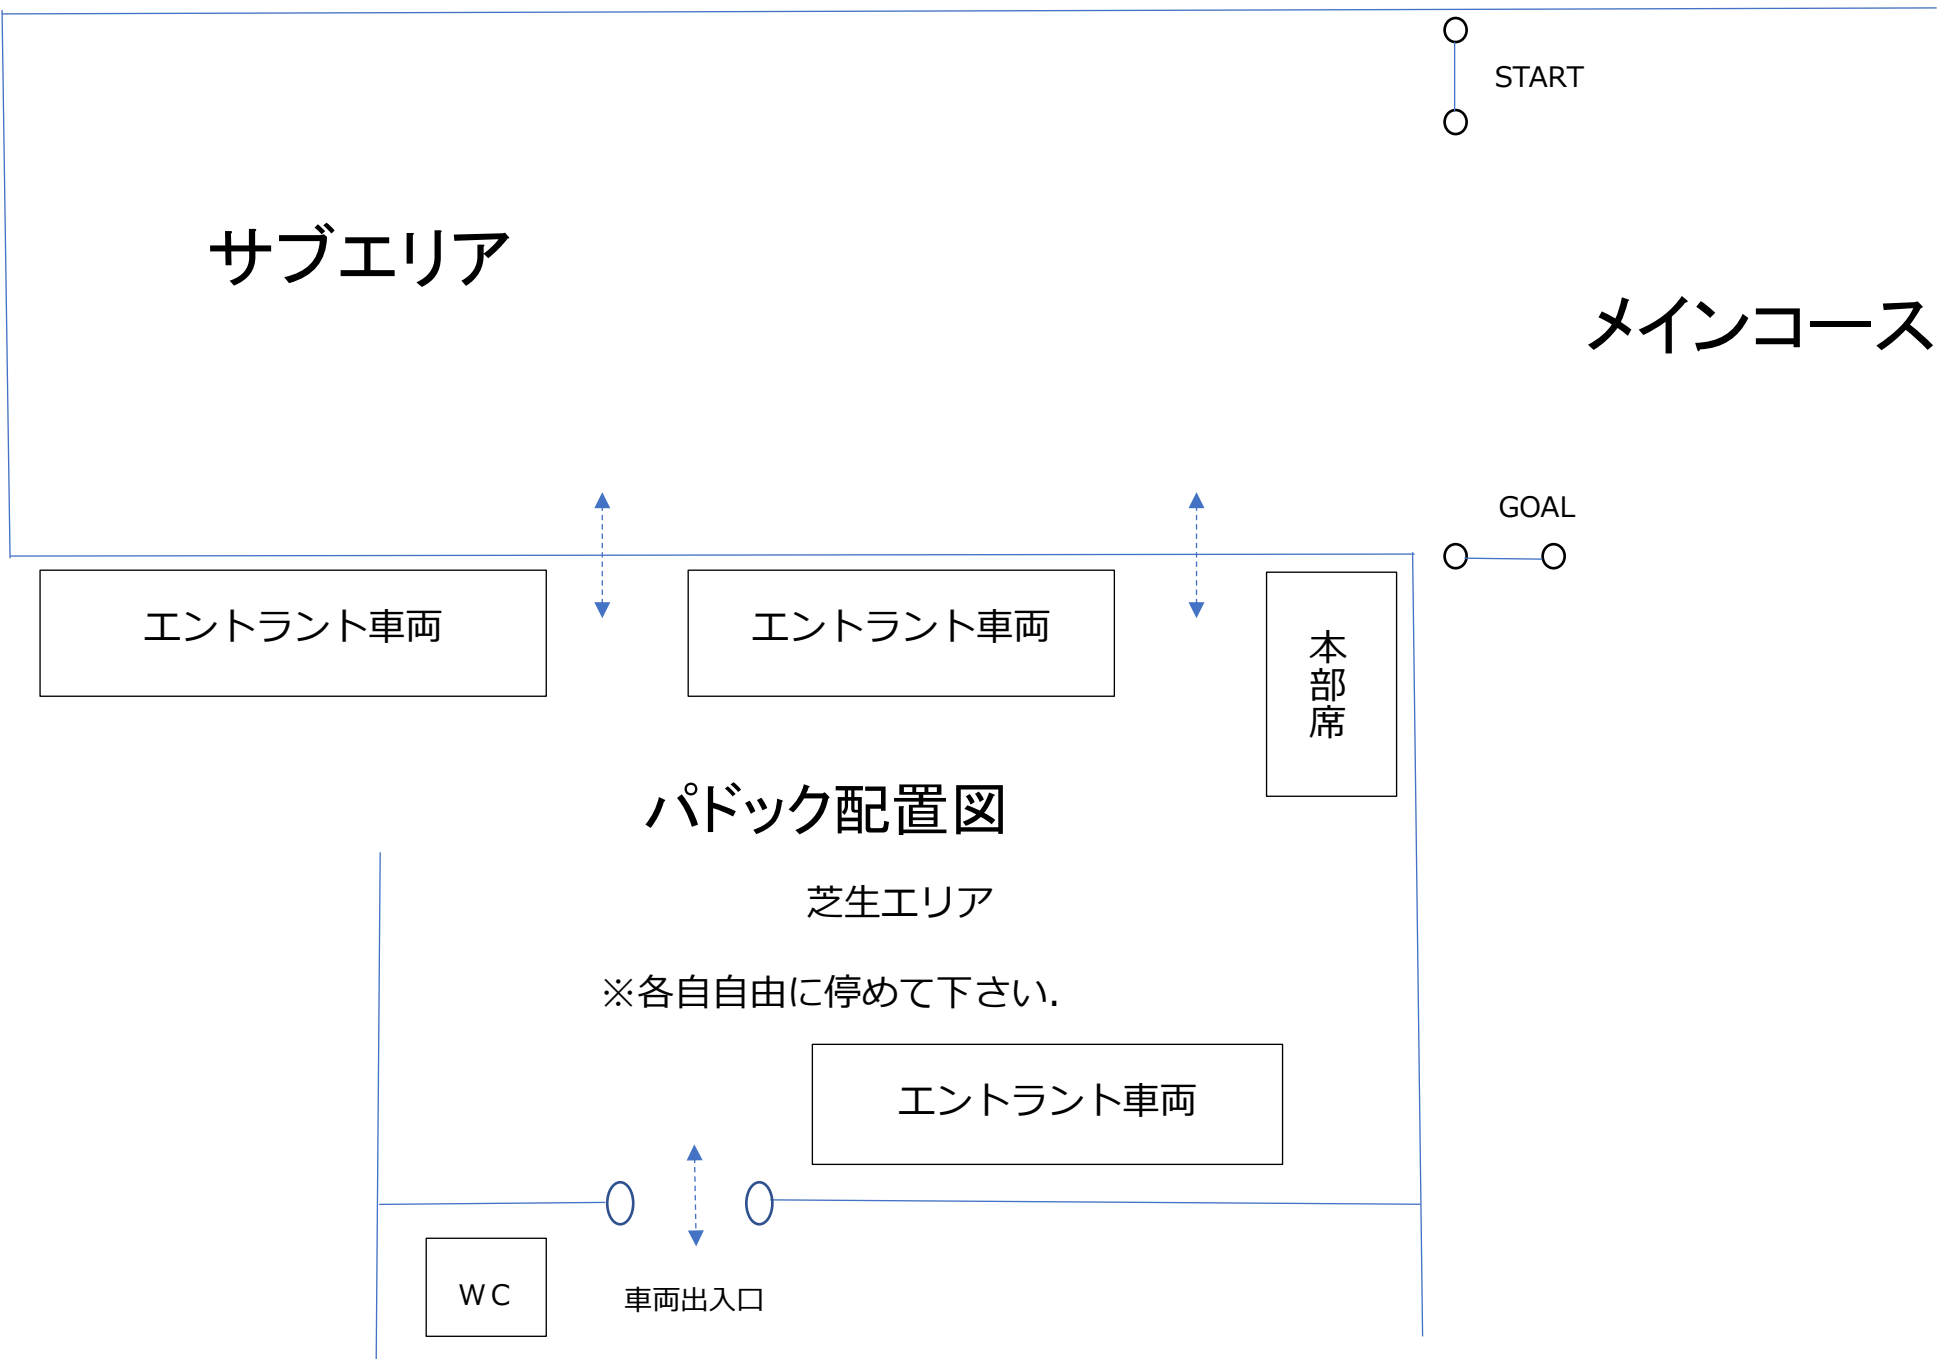 START
サブエリア
メインコース
GOAL
エントラント車両
エントラント車両
本部席
パドック配置図
芝生エリア
※各自自由に停めて下さい.
エントラント車両
ＷＣ
車両出入口